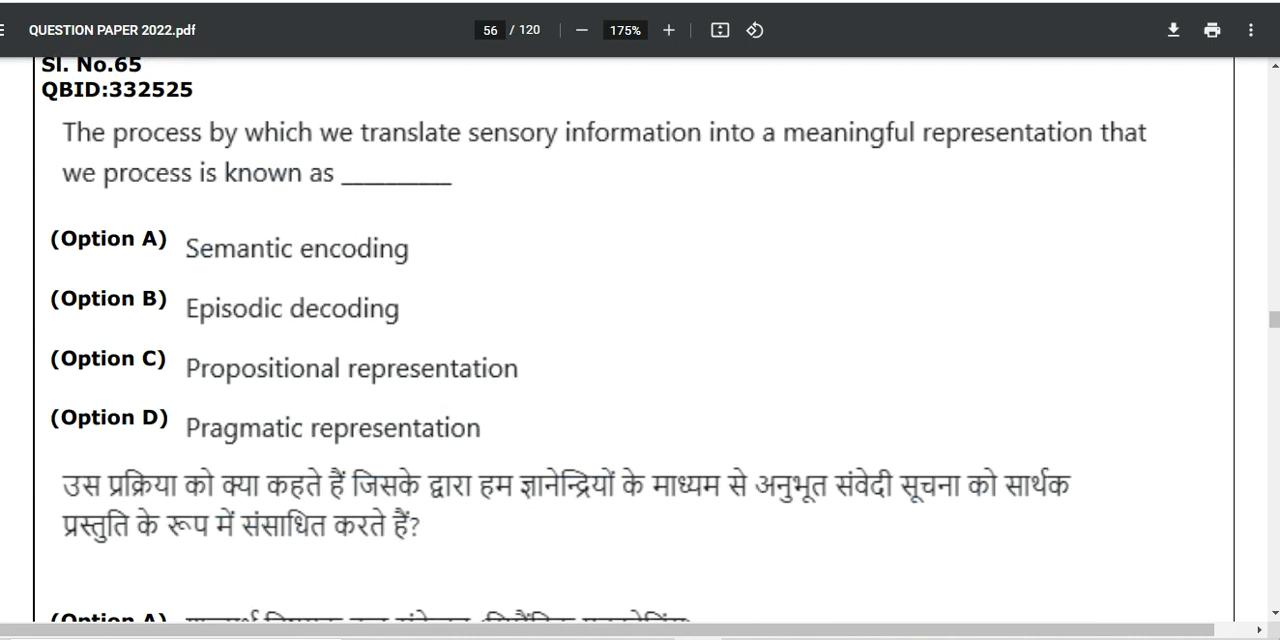 QUESTION PAPER 2022.pdf
56 / 120
175%
Sl. No.65
QBID:332525
The process by which we translate sensory information into a meaningful representation that
we process is known as __________
(Option A) Semantic encoding
(Option B) Episodic decoding
(Option C) Propositional representation
(Option D) Pragmatic representation
उस प्रक्रिया को क्या कहते हैं जिसके द्वारा हम ज्ञानेन्द्रियों के माध्यम से अनुभूत संवेदी सूचना को सार्थक
प्रस्तुति के रूप में संसाधित करते हैं?
(Option A)